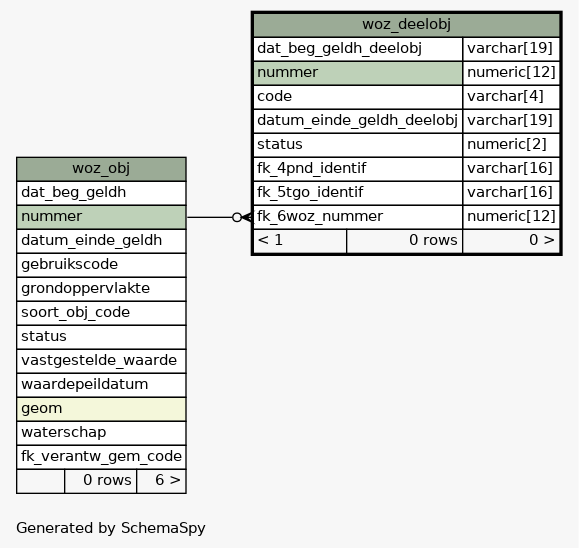 woz_deelobj
dat_beg_geldh_deelobj varchar[19]
nummer numeric[12]
code varchar[4]
datum_einde_geldh_deelobj varchar[19]
status numeric[2]
fk_4pnd_identif varchar[16]
fk_5tgo_identif varchar[16]
fk_6woz_nummer numeric[12]
< 1 0 rows 0 >
woz_obj
dat_beg_geldh
nummer
datum_einde_geldh
gebruikscode
grondoppervlakte
soort_obj_code
status
vastgestelde_waarde
waardepeildatum
geom
waterschap
fk_verantw_gem_code
0 rows 6 >
Generated by SchemaSpy